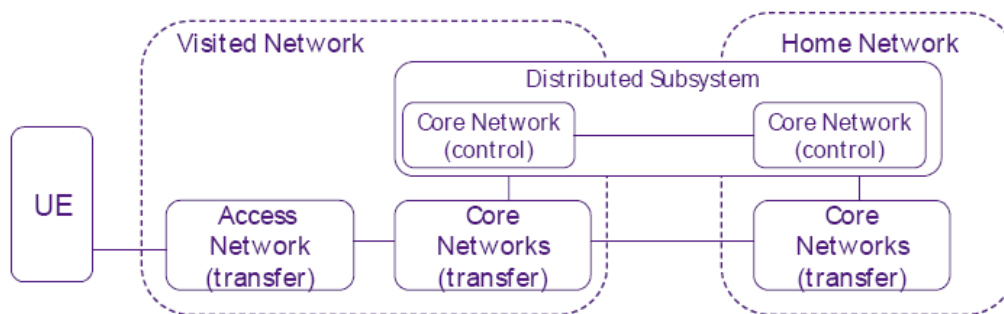 Visited Network
Home Network
Distributed Subsystem
Core Network
(control)
Core Network
(control)
UE
Access
Network
(transfer)
Core
Networks
(transfer)
Core
Networks
(transfer)